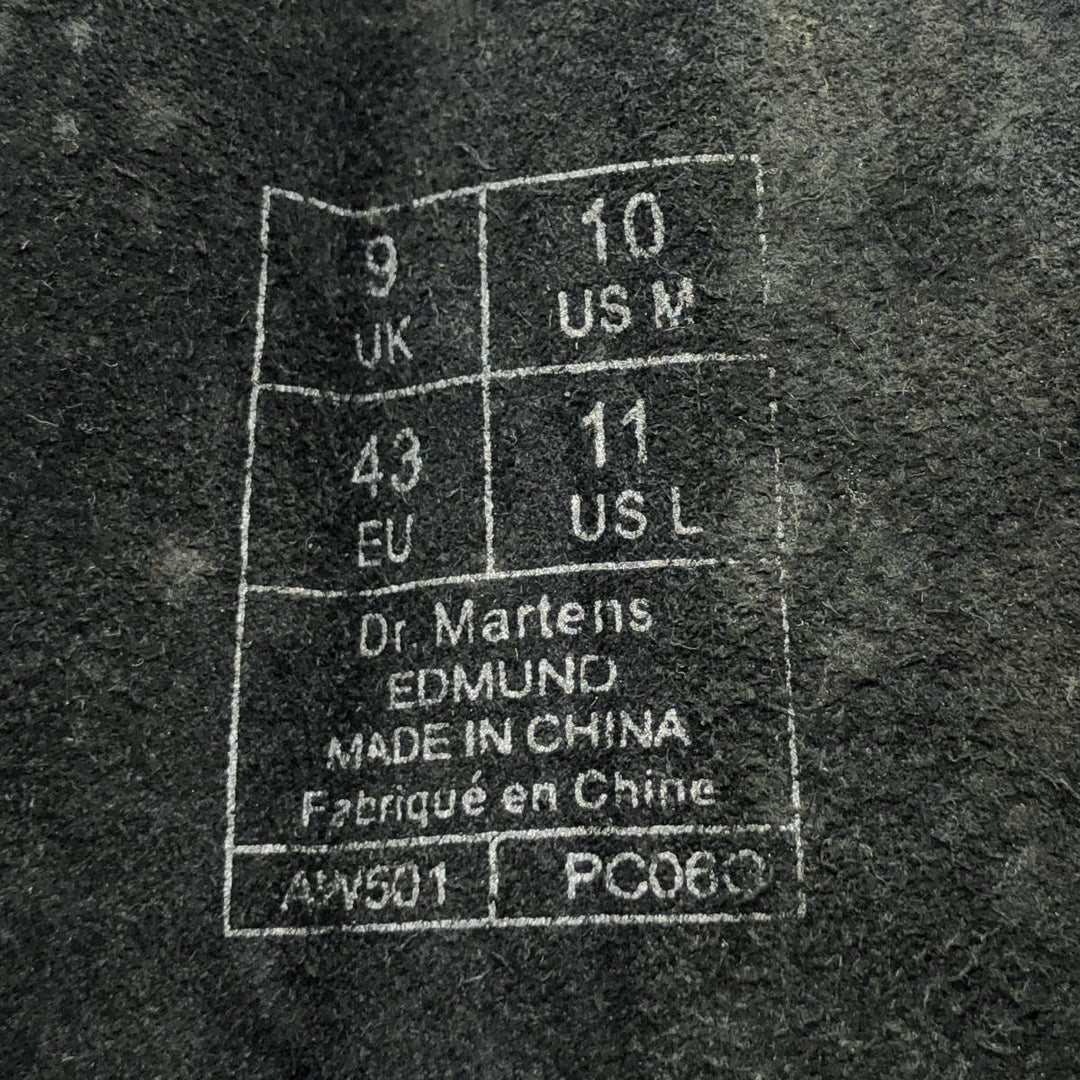 9
UK
10
US M
43
EU
11
US L
Dr. Martens
EDMUND
MADE IN CHINA
Fabriqué en Chine
AW501